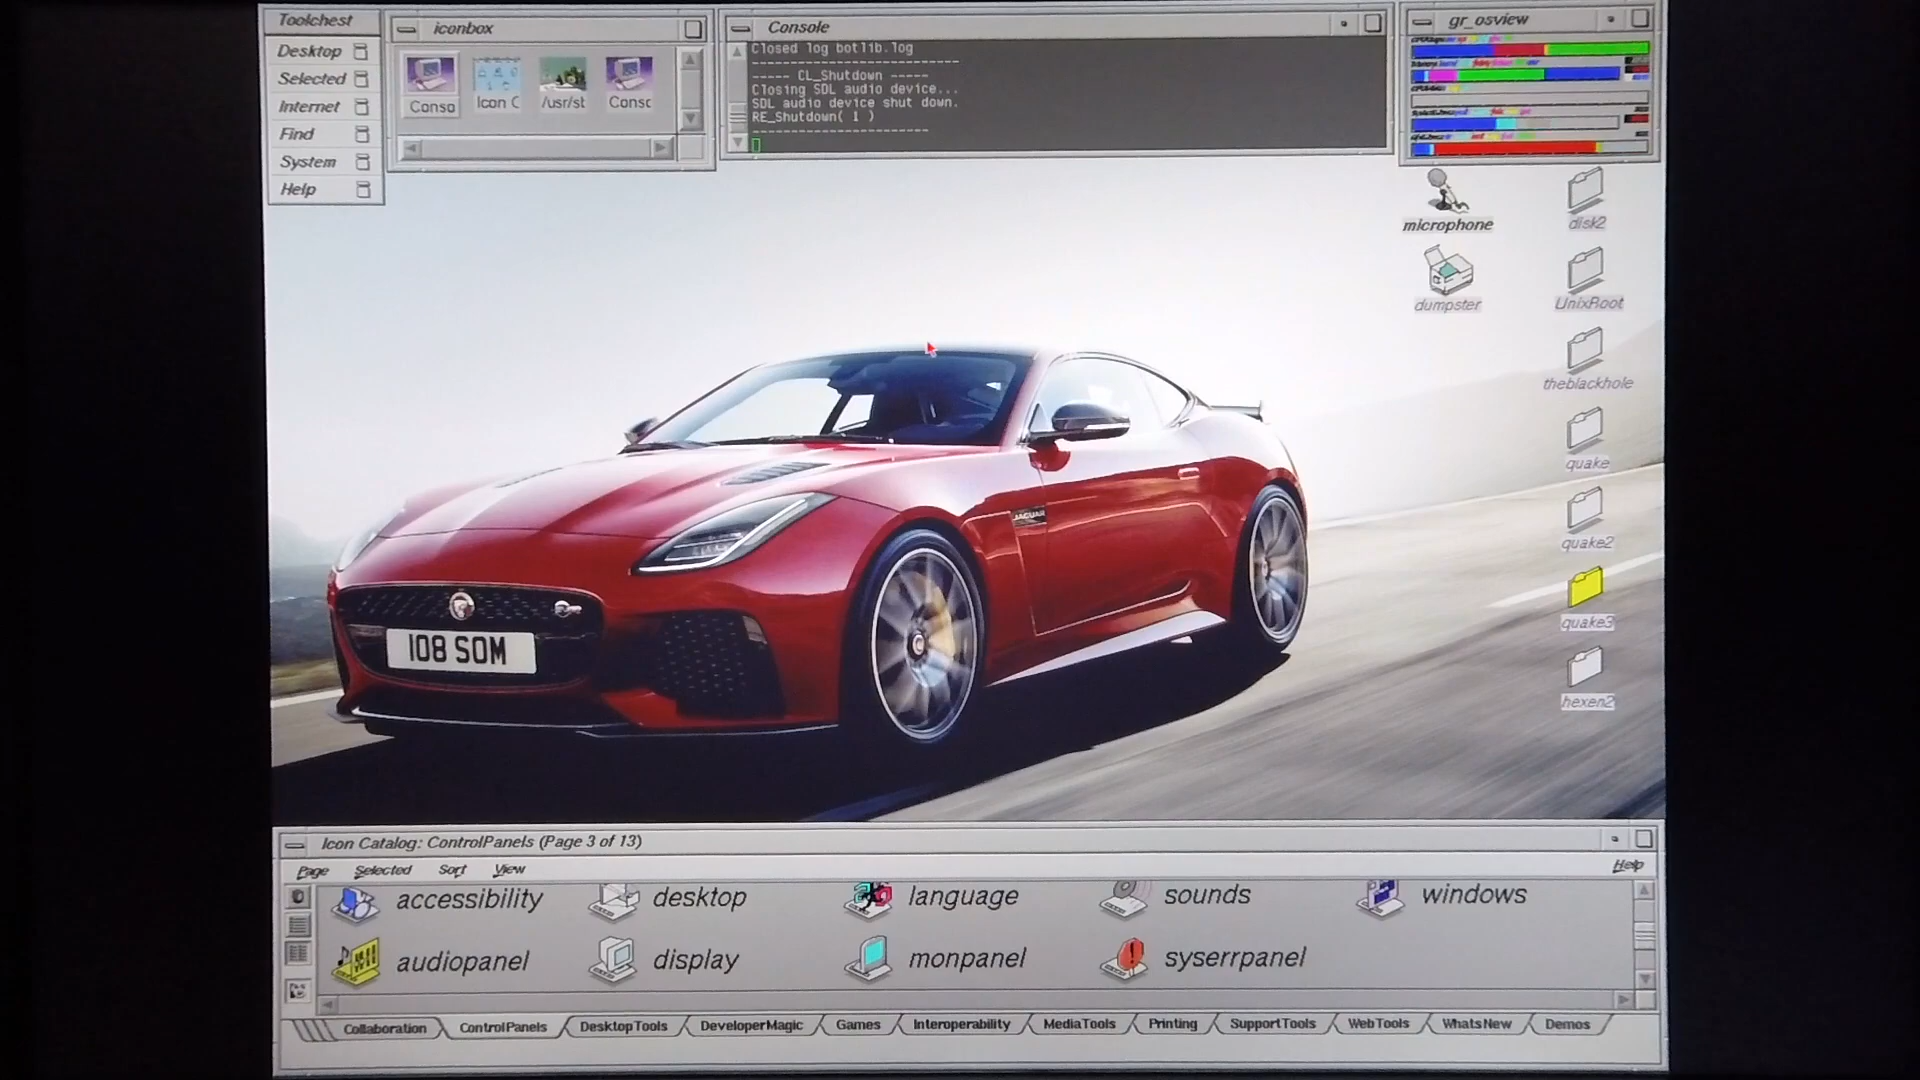 Toolchest
Desktop
Selected
Internet
Find
System
Help
iconbox
Conso
Icon C
/usr/st
Consc
Console
Closed log botlib.log
-----------------------
----- CL_Shutdown -----
Closing SDL audio device...
SDL audio device shut down.
RE_Shutdown( 1 )
-----------------------
gr_osview
microphone
disk2
dumpster
UnixRoot
theblackhole
quake
quake2
quake3
hexen2
JAGUAR
108 SOM
Icon Catalog: ControlPanels (Page 3 of 13)
Page Selected Sort View Help
accessibility desktop language sounds windows
audiopanel display monpanel syserrpanel
Collaboration ControlPanels DesktopTools DeveloperMagic Games Interoperability MediaTools Printing SupportTools WebTools WhatsNew Demos